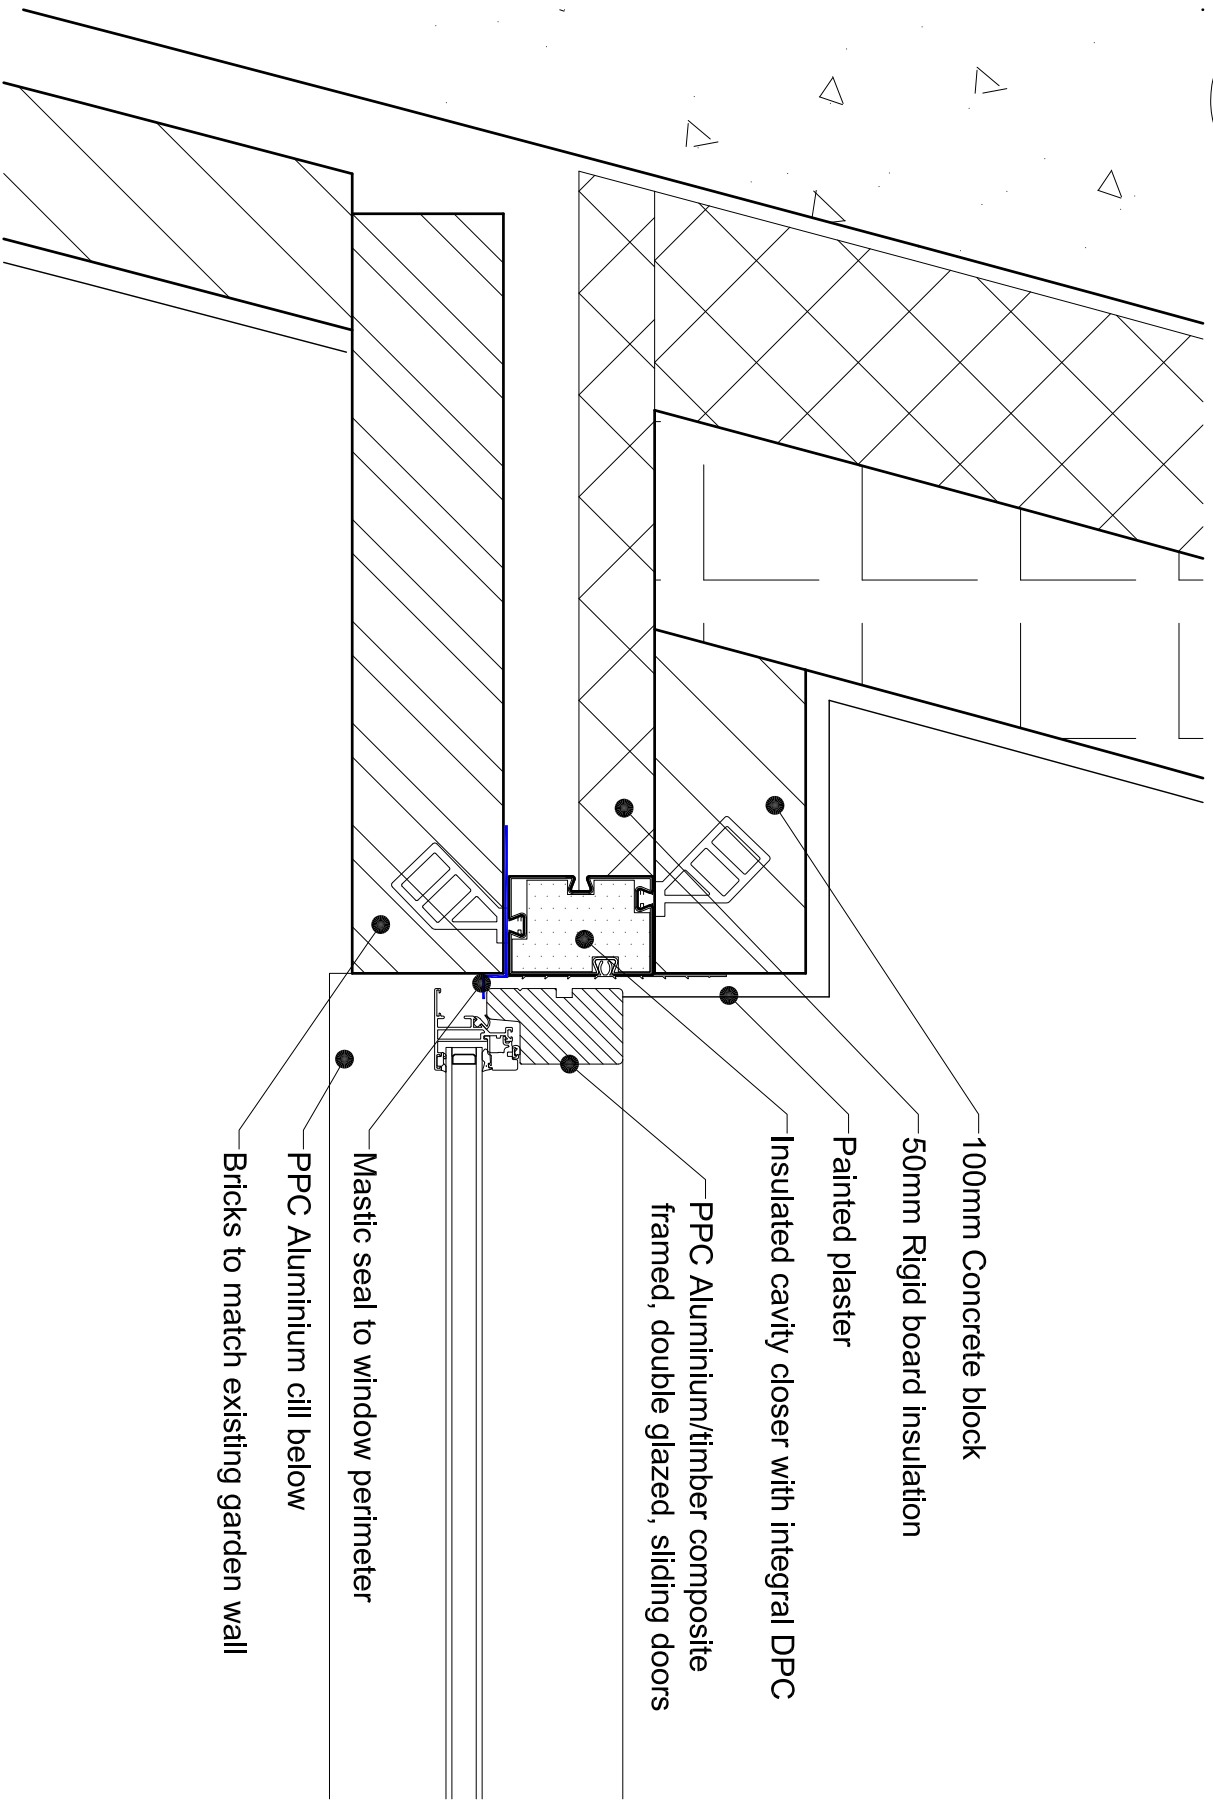 100mm Concrete block
50mm Rigid board insulation
Painted plaster
Insulated cavity closer with integral DPC
PPC Aluminium/timber composite
framed, double glazed, sliding doors
Mastic seal to window perimeter
PPC Aluminium cill below
Bricks to match existing garden wall